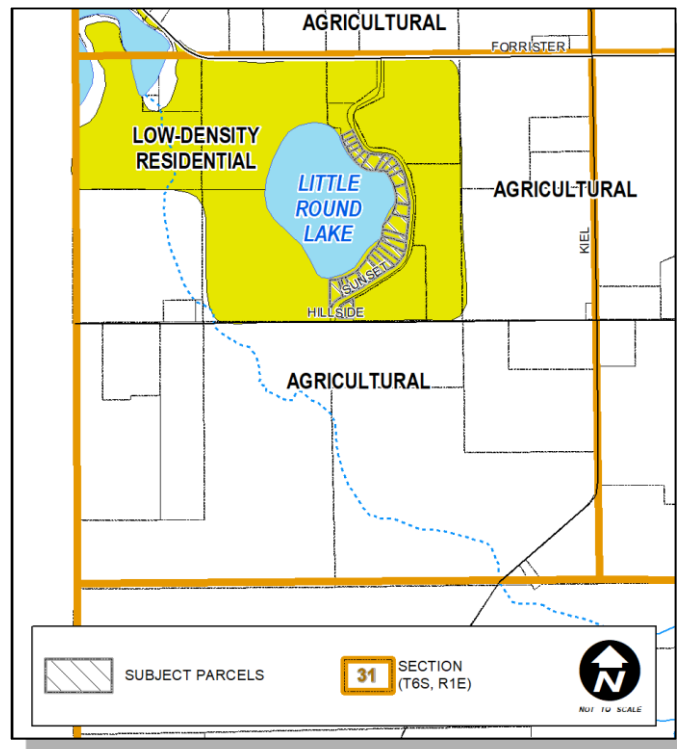 AGRICULTURAL
FORRISTER
LOW-DENSITY
RESIDENTIAL
LITTLE
ROUND
LAKE
AGRICULTURAL
KIEL
SUNSET
HILLSIDE
AGRICULTURAL
SUBJECT PARCELS
31
SECTION
(T6S, R1E)
N
NOT TO SCALE